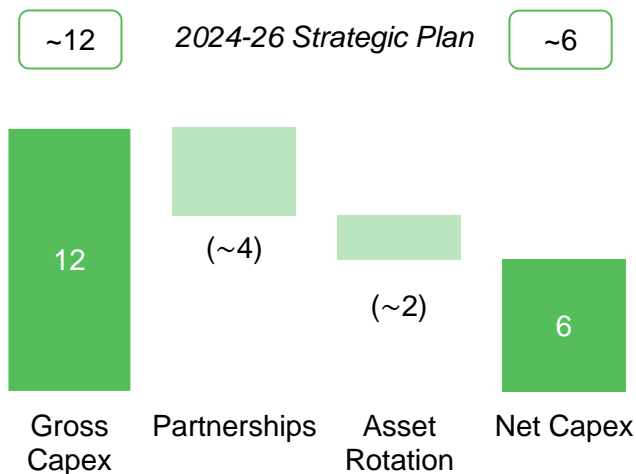 ~12 2024-26 Strategic Plan ~6
12
(~4)
(~2)
6
Gross Capex
Partnerships
Asset Rotation
Net Capex